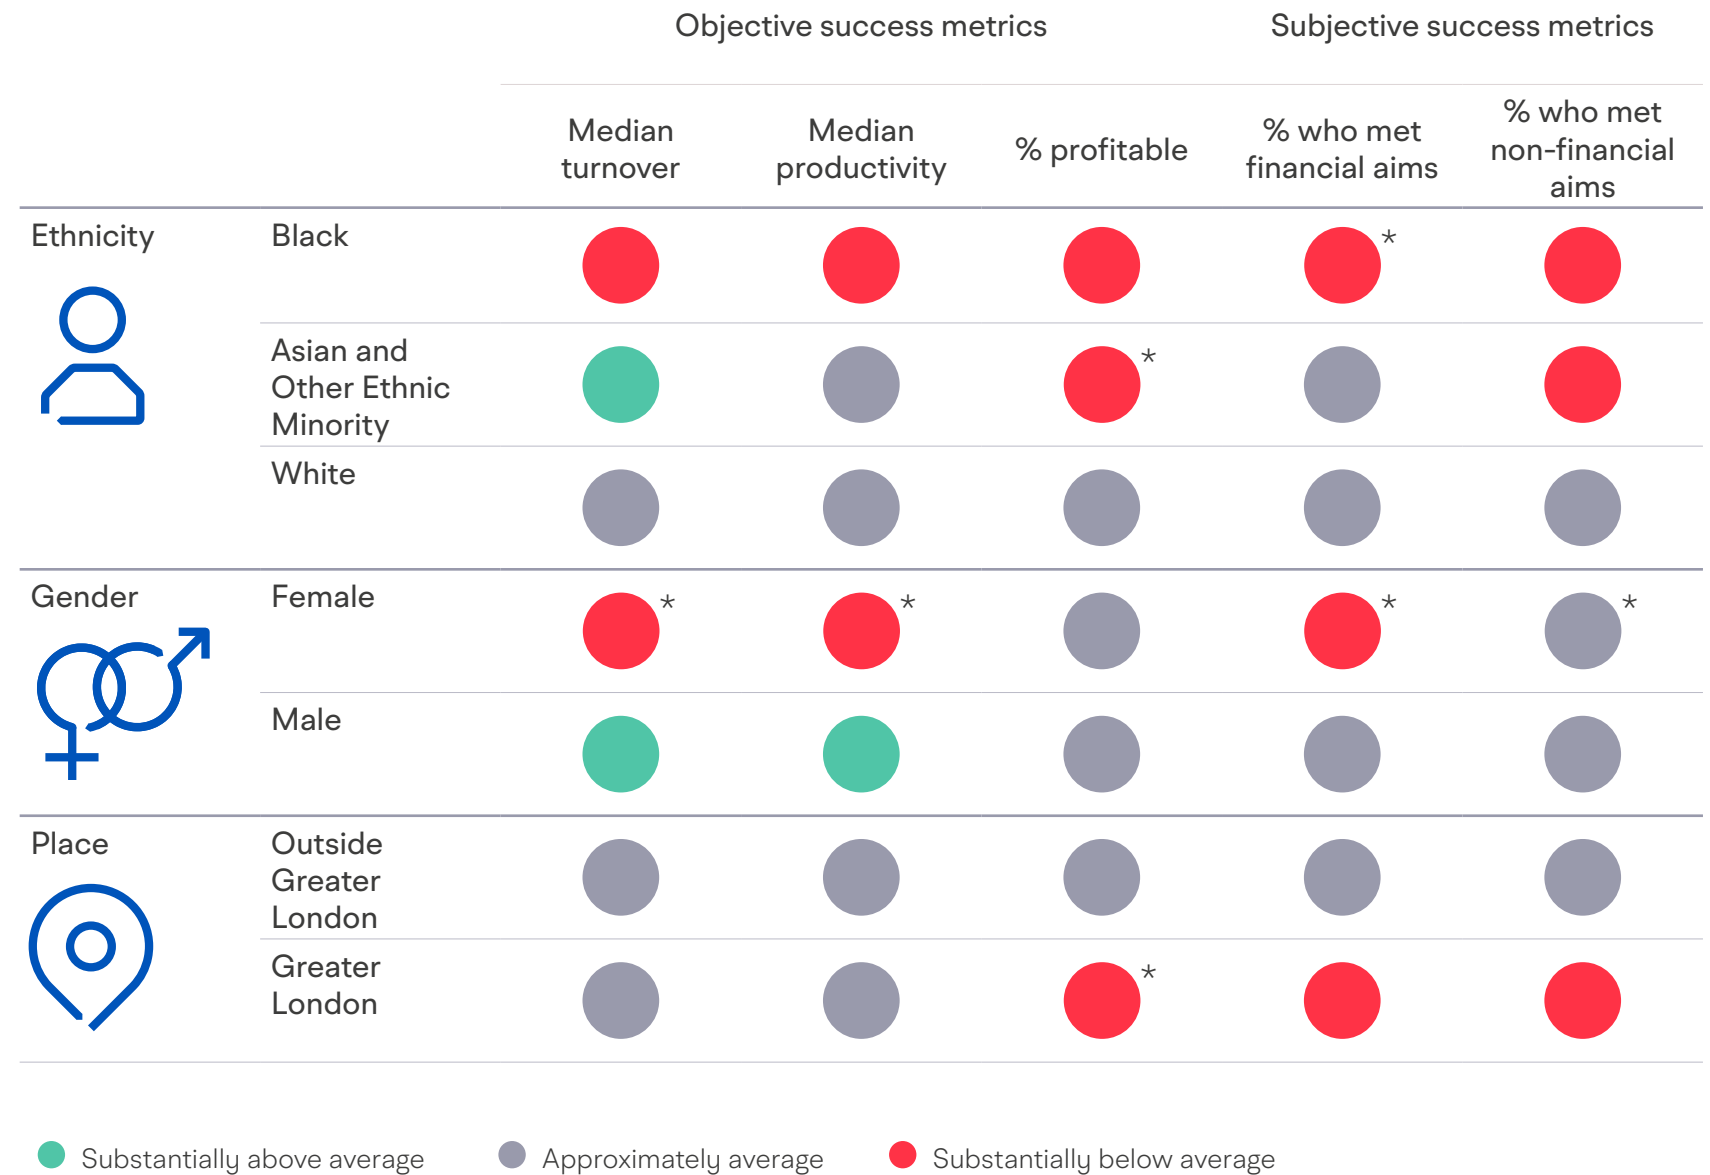 Objective success metrics
Subjective success metrics
Median
turnover
Median
productivity
% profitable
% who met
financial aims
% who met
non-financial
aims
Ethnicity
Black
*
Asian and
Other Ethnic
Minority
*
White
Gender
Female
*
*
*
*
Male
Place
Outside
Greater
London
Greater
London
*
Substantially above average
Approximately average
Substantially below average